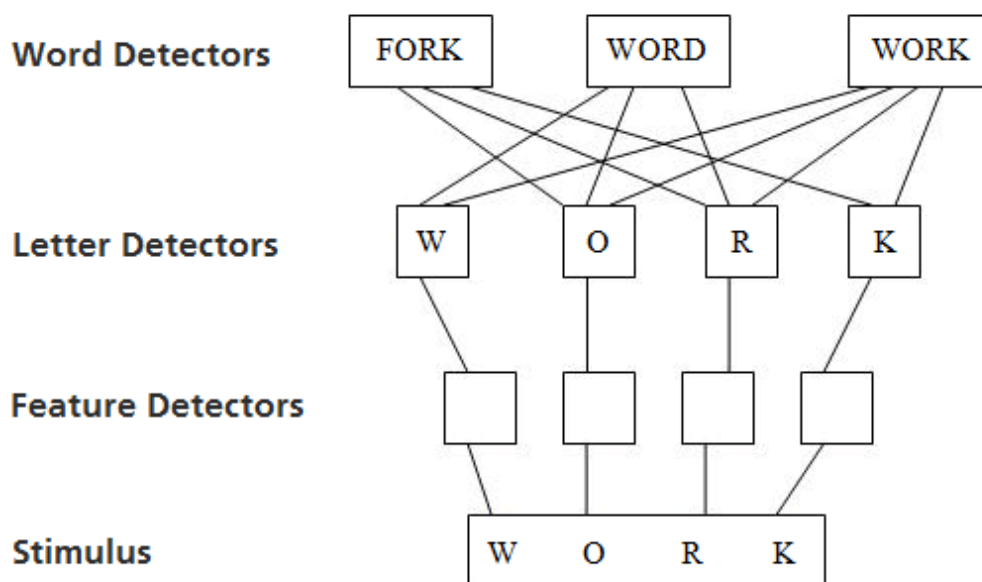 Word Detectors FORK WORD WORK
Letter Detectors W O R K
Feature Detectors
Stimulus W O R K